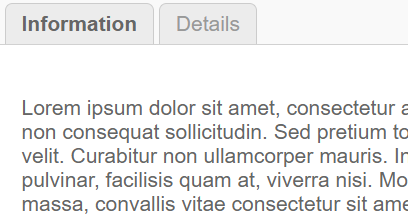 Information Details
Lorem ipsum dolor sit amet, consectetur
non consequat sollicitudin. Sed pretium
velit. Curabitur non ullamcorper mauris.
pulvinar, facilisis quam at, viverra nisi.
massa, convallis vitae consectetur sit